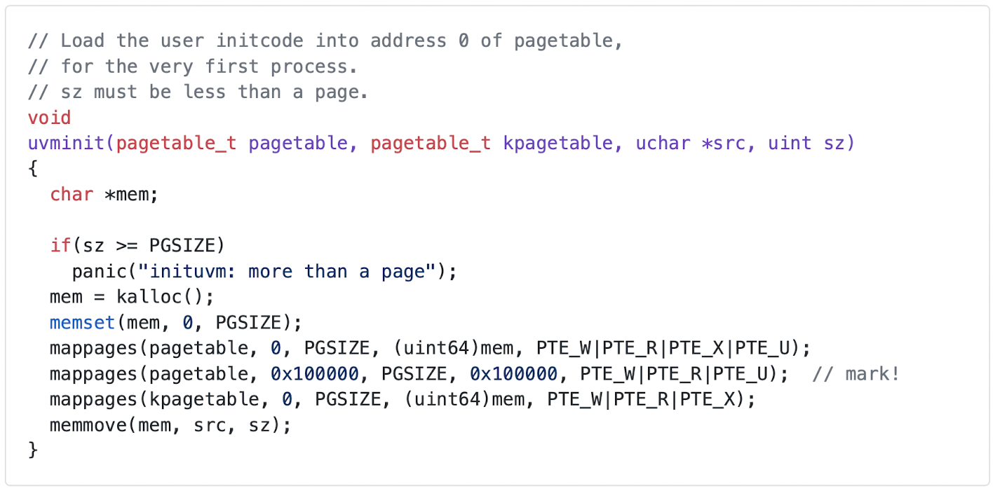 // Load the user initcode into address 0 of pagetable,
// for the very first process.
// sz must be less than a page.
void
uvminit(pagetable_t pagetable, pagetable_t kpagetable, uchar *src, uint sz)
{
  char *mem;

  if(sz >= PGSIZE)
    panic("inituvm: more than a page");
  mem = kalloc();
  memset(mem, 0, PGSIZE);
  mappages(pagetable, 0, PGSIZE, (uint64)mem, PTE_W|PTE_R|PTE_X|PTE_U);
  mappages(pagetable, 0x100000, PGSIZE, 0x100000, PTE_W|PTE_R|PTE_U);  // mark!
  mappages(kpagetable, 0, PGSIZE, (uint64)mem, PTE_W|PTE_R|PTE_X);
  memmove(mem, src, sz);
}